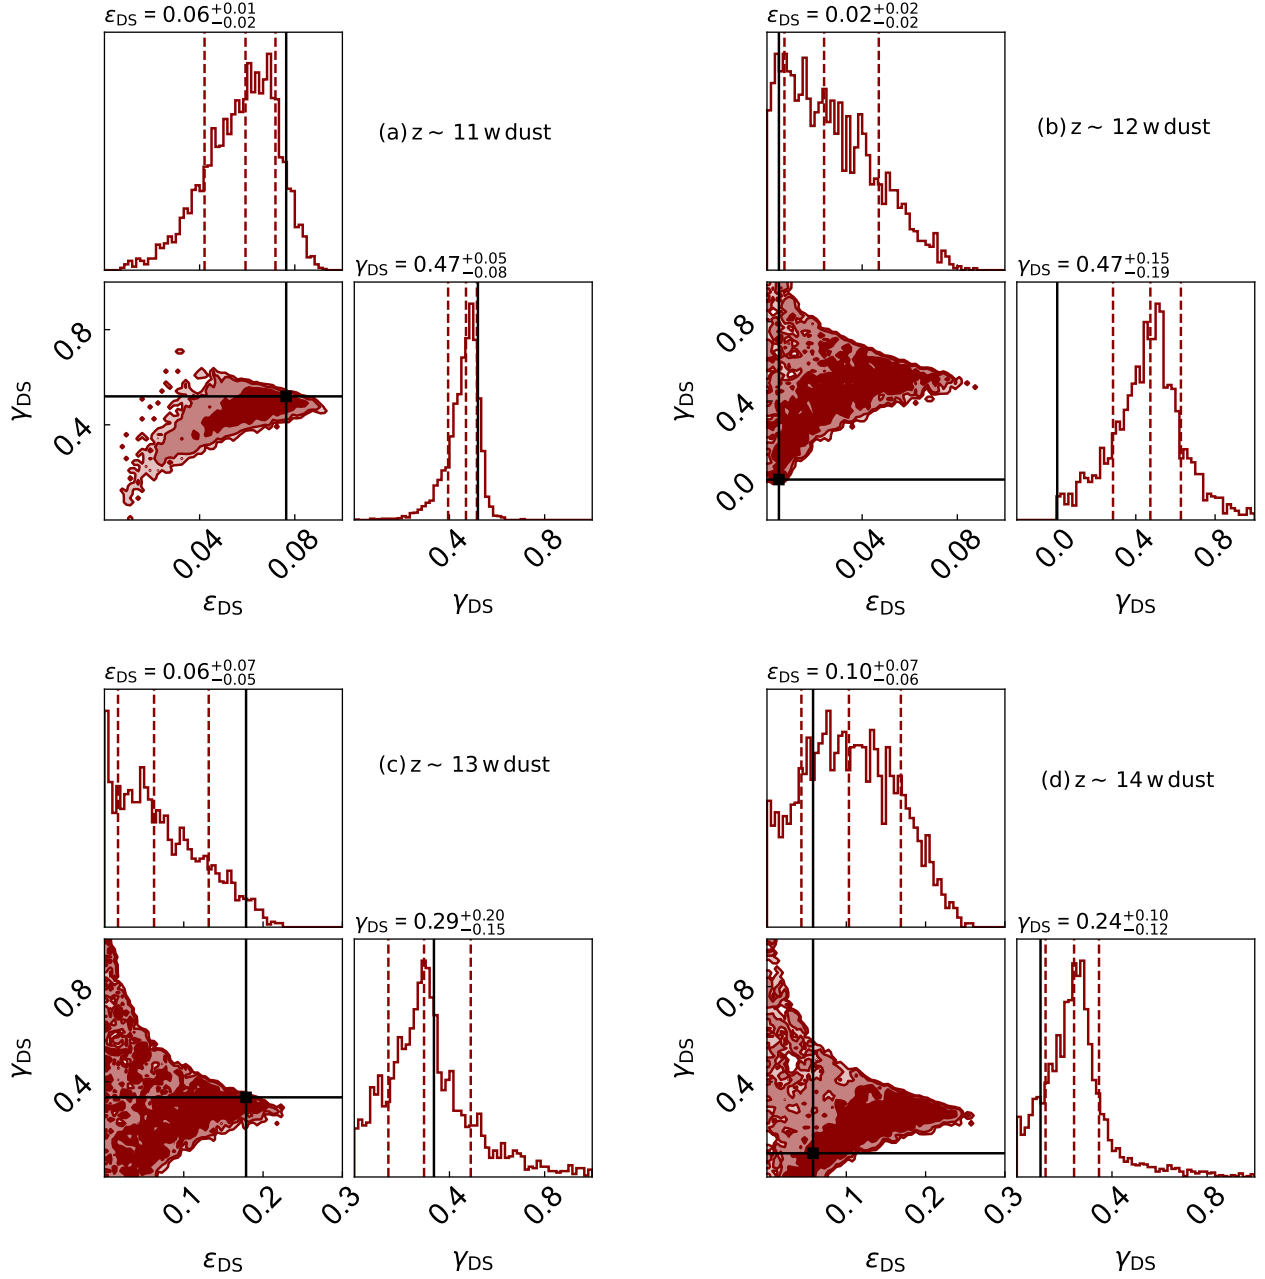 ε_DS = 0.06^{+0.01}_{−0.02}
(a) z ~ 11 w dust
γ_DS = 0.47^{+0.05}_{−0.08}
0.8
0.4
γ_DS
0.04 0.08
ε_DS
0.4 0.8
γ_DS
ε_DS = 0.02^{+0.02}_{−0.02}
(b) z ~ 12 w dust
γ_DS = 0.47^{+0.15}_{−0.19}
0.8
0.4
0.0
γ_DS
0.04 0.08
ε_DS
0.0 0.4 0.8
γ_DS
ε_DS = 0.06^{+0.07}_{−0.05}
(c) z ~ 13 w dust
γ_DS = 0.29^{+0.20}_{−0.15}
0.8
0.4
γ_DS
0.1 0.2 0.3
ε_DS
0.4 0.8
γ_DS
ε_DS = 0.10^{+0.07}_{−0.06}
(d) z ~ 14 w dust
γ_DS = 0.24^{+0.10}_{−0.12}
0.8
0.4
γ_DS
0.1 0.2 0.3
ε_DS
0.4 0.8
γ_DS